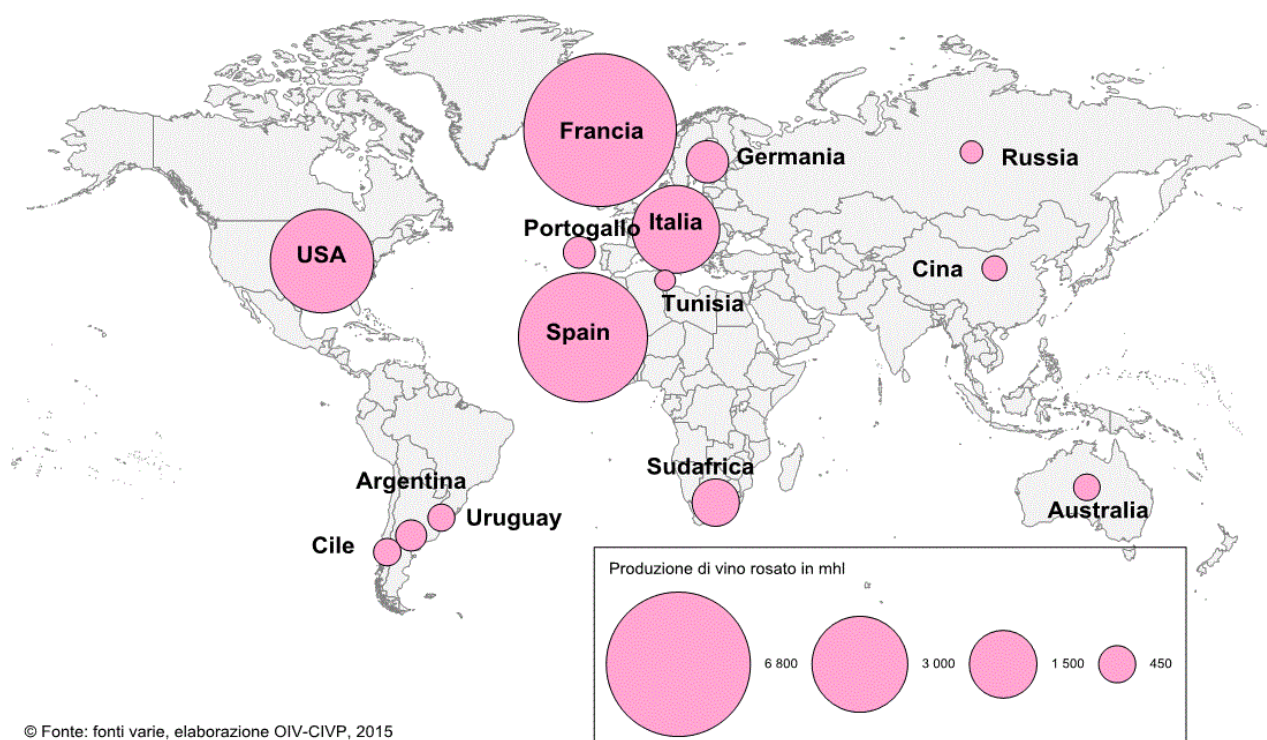 Francia
Germania
Russia
Portogallo
Italia
USA
Cina
Tunisia
Spain
Sudafrica
Argentina
Uruguay
Australia
Cile
Produzione di vino rosato in mhl
6 800
3 000
1 500
450
© Fonte: fonti varie, elaborazione OIV-CIVP, 2015